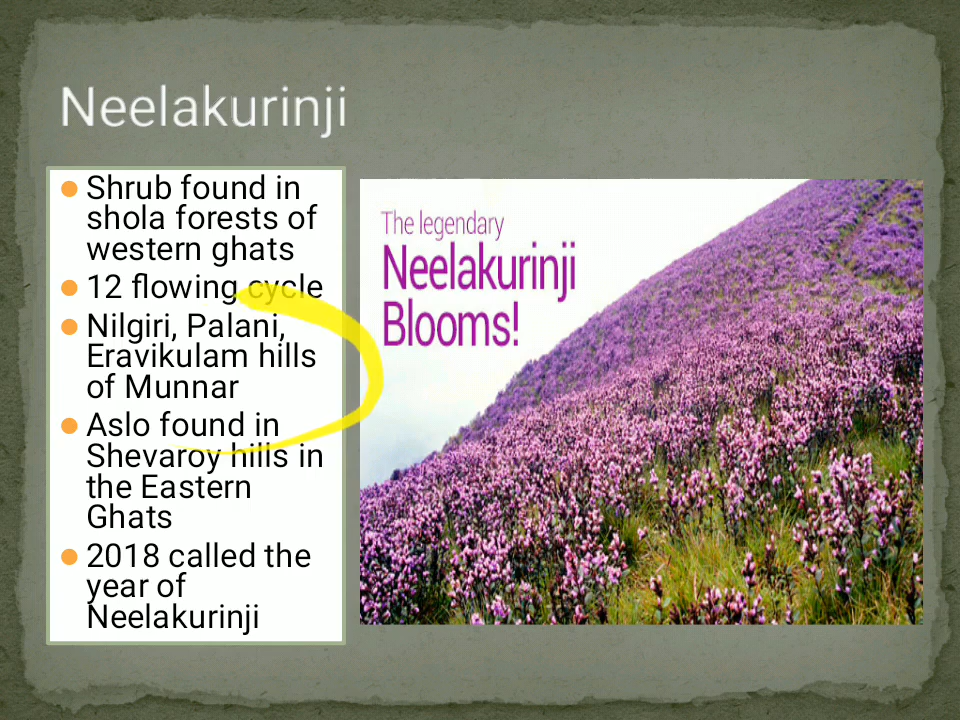 Neelakurinji
Shrub found in
shola forests of
western ghats
12 flowing cycle
Nilgiri, Palani,
Eravikulam hills
of Munnar
Aslo found in
Shevaroy hills in
the Eastern
Ghats
2018 called the
year of
Neelakurinji
The legendary
Neelakurinji
Blooms!